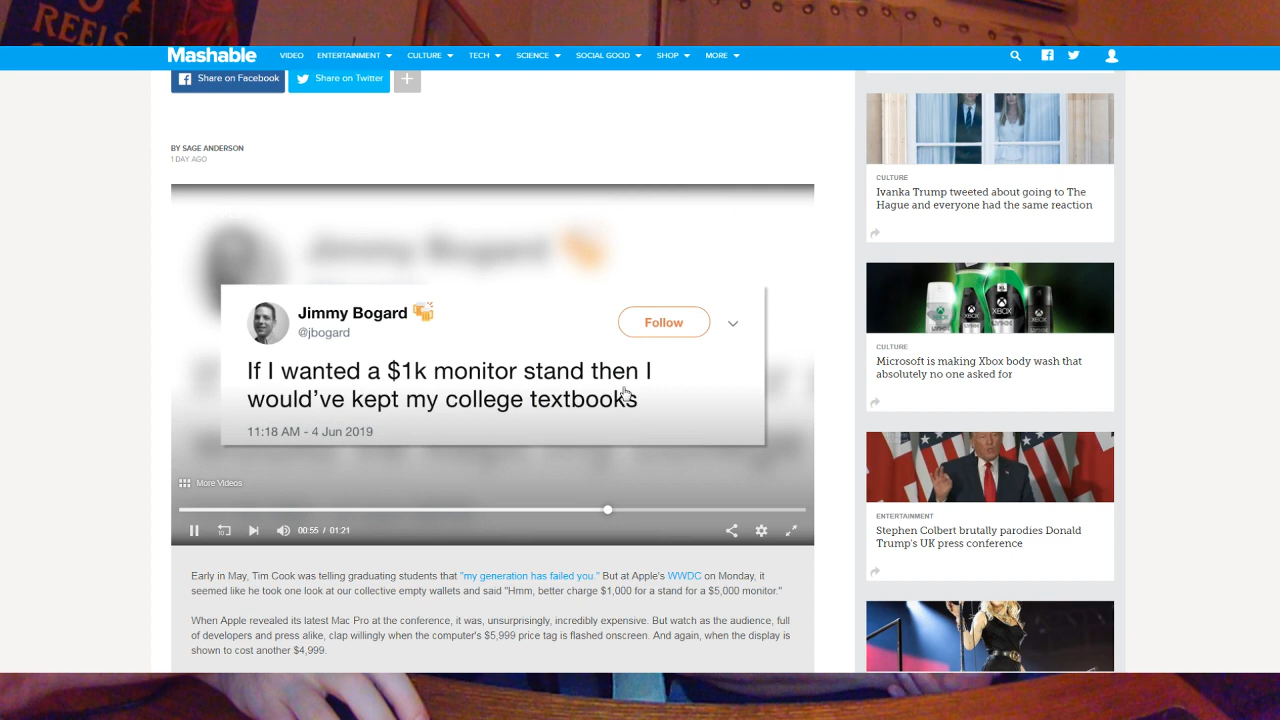 REELS
Mashable
VIDEO
ENTERTAINMENT
CULTURE
TECH
SCIENCE
SOCIAL GOOD
SHOP
MORE
Share on Facebook
Share on Twitter
+
BY SAGE ANDERSON
1 DAY AGO
Jimmy Bogard
Jimmy Bogard
@jbogard
Follow
If I wanted a $1k monitor stand then I
would’ve kept my college textbooks
11:18 AM - 4 Jun 2019
More Videos
10
00:55 / 01:21
Early in May, Tim Cook was telling graduating students that "my generation has failed you." But at Apple's WWDC on Monday, it
seemed like he took one look at our collective empty wallets and said "Hmm, better charge $1,000 for a stand for a $5,000 monitor."
When Apple revealed its latest Mac Pro at the conference, it was, unsurprisingly, incredibly expensive. But watch as the audience, full
of developers and press alike, clap willingly when the computer's $5,999 price tag is flashed onscreen. And again, when the display is
shown to cost another $4,999.
CULTURE
Ivanka Trump tweeted about going to The
Hague and everyone had the same reaction
XBOX
XBOX
XBOX
LYNX
CULTURE
Microsoft is making Xbox body wash that
absolutely no one asked for
ENTERTAINMENT
Stephen Colbert brutally parodies Donald
Trump's UK press conference